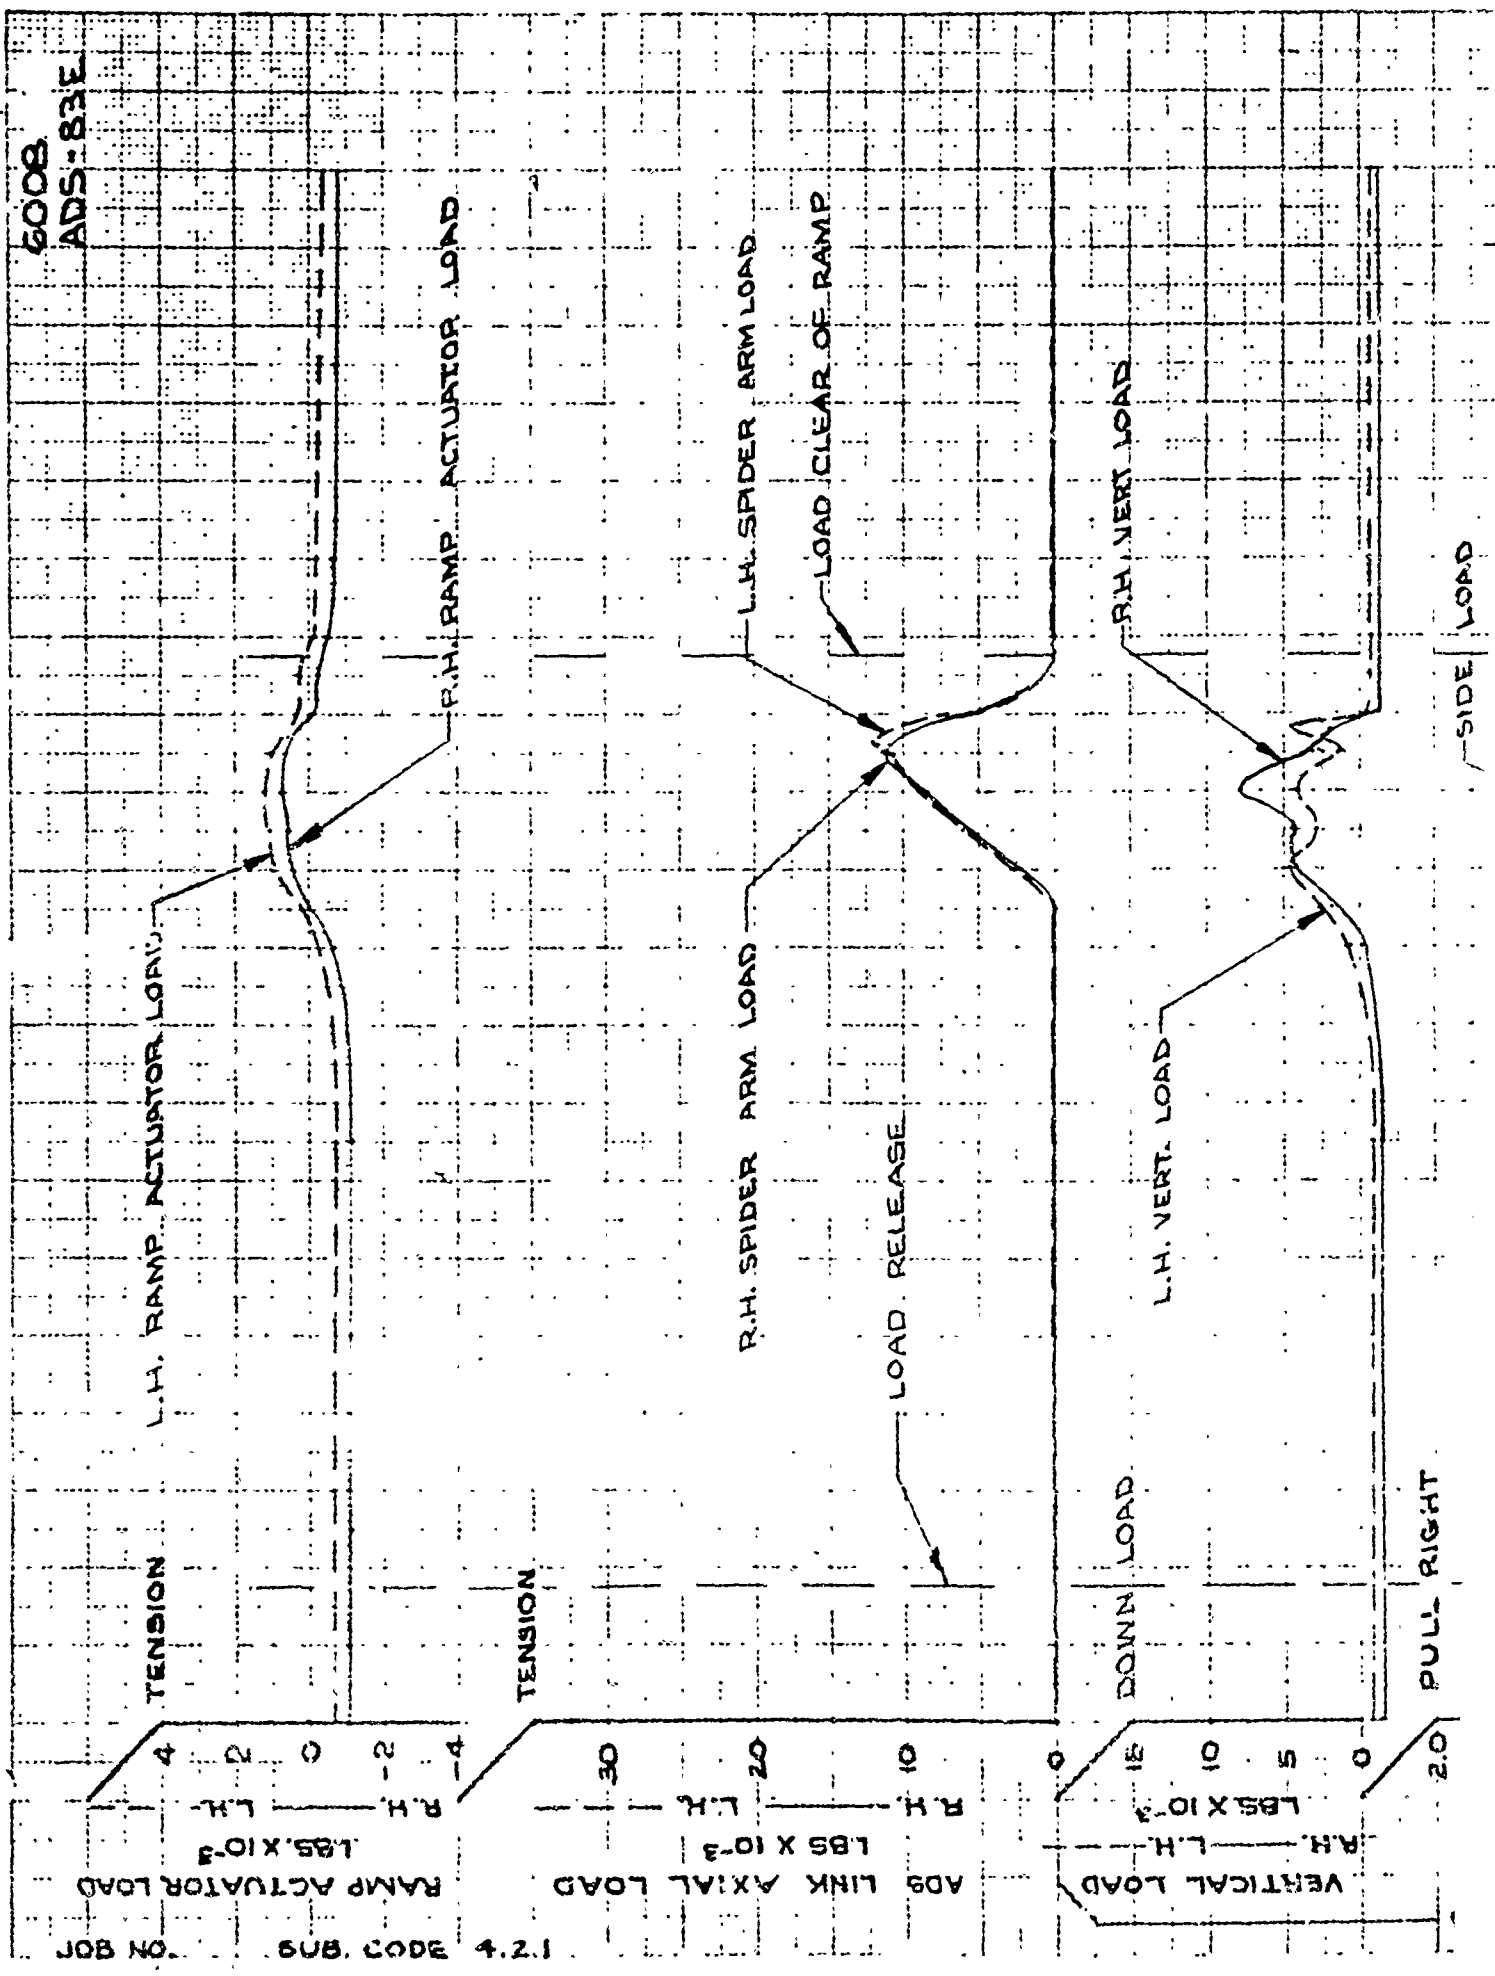 6008
ADS-83E
TENSION
L.H. RAMP ACTUATOR LOAD
R.H. RAMP ACTUATOR LOAD
4
2
0
-2
-4
RAMP ACTUATOR LOAD
LBS. X 10-3
R.H. L.H.
TENSION
R.H. SPIDER ARM LOAD
L.H. SPIDER ARM LOAD
LOAD RELEASE
LOAD CLEAR OF RAMP
30
20
10
0
ADS LINK AXIAL LOAD
LBS X 10-3
R.H. L.H.
DOWN LOAD
L.H. VERT. LOAD
R.H. VERT LOAD
15
10
5
0
VERTICAL LOAD
R.H. L.H.
LBS X 10-3
PULL RIGHT
SIDE LOAD
2.0
JOB NO. SUB. CODE 4.2.1